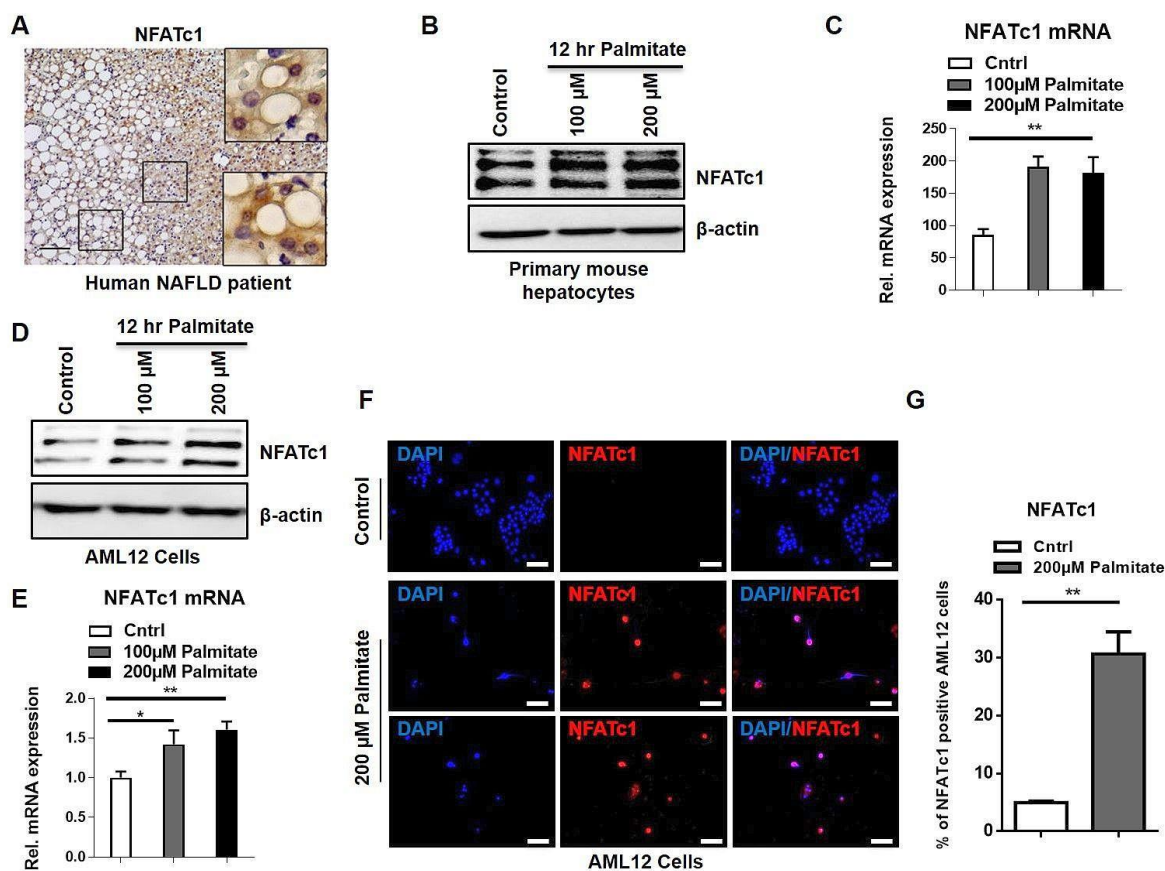 A
NFATc1
Human NAFLD patient
B
12 hr Palmitate
Control
100 µM
200 µM
NFATc1
β-actin
Primary mouse
hepatocytes
C
NFATc1 mRNA
Cntrl
100µM Palmitate
200µM Palmitate
**
Rel. mRNA expression
250
200
150
100
50
0
D
12 hr Palmitate
Control
100 µM
200 µM
NFATc1
β-actin
AML12 Cells
E
NFATc1 mRNA
Cntrl
100µM Palmitate
200µM Palmitate
**
*
Rel. mRNA expression
2.0
1.5
1.0
0.5
0.0
F
Control
DAPI
NFATc1
DAPI/NFATc1
200 µM Palmitate
DAPI
NFATc1
DAPI/NFATc1
DAPI
NFATc1
DAPI/NFATc1
AML12 Cells
G
NFATc1
Cntrl
200µM Palmitate
**
% of NFATc1 positive AML12 cells
40
30
20
10
0